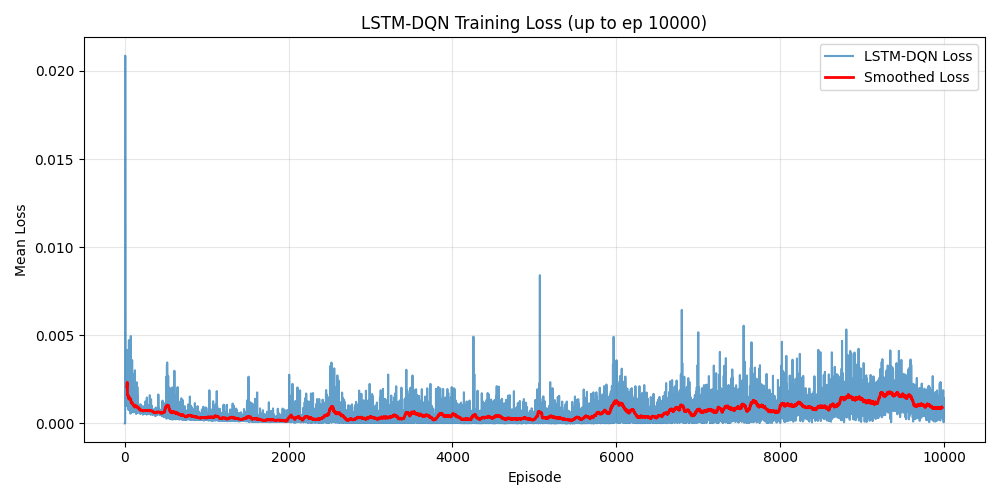 LSTM-DQN Training Loss (up to ep 10000)
LSTM-DQN Loss
Smoothed Loss
Mean Loss
0.020
0.015
0.010
0.005
0.000
0 2000 4000 6000 8000 10000
Episode